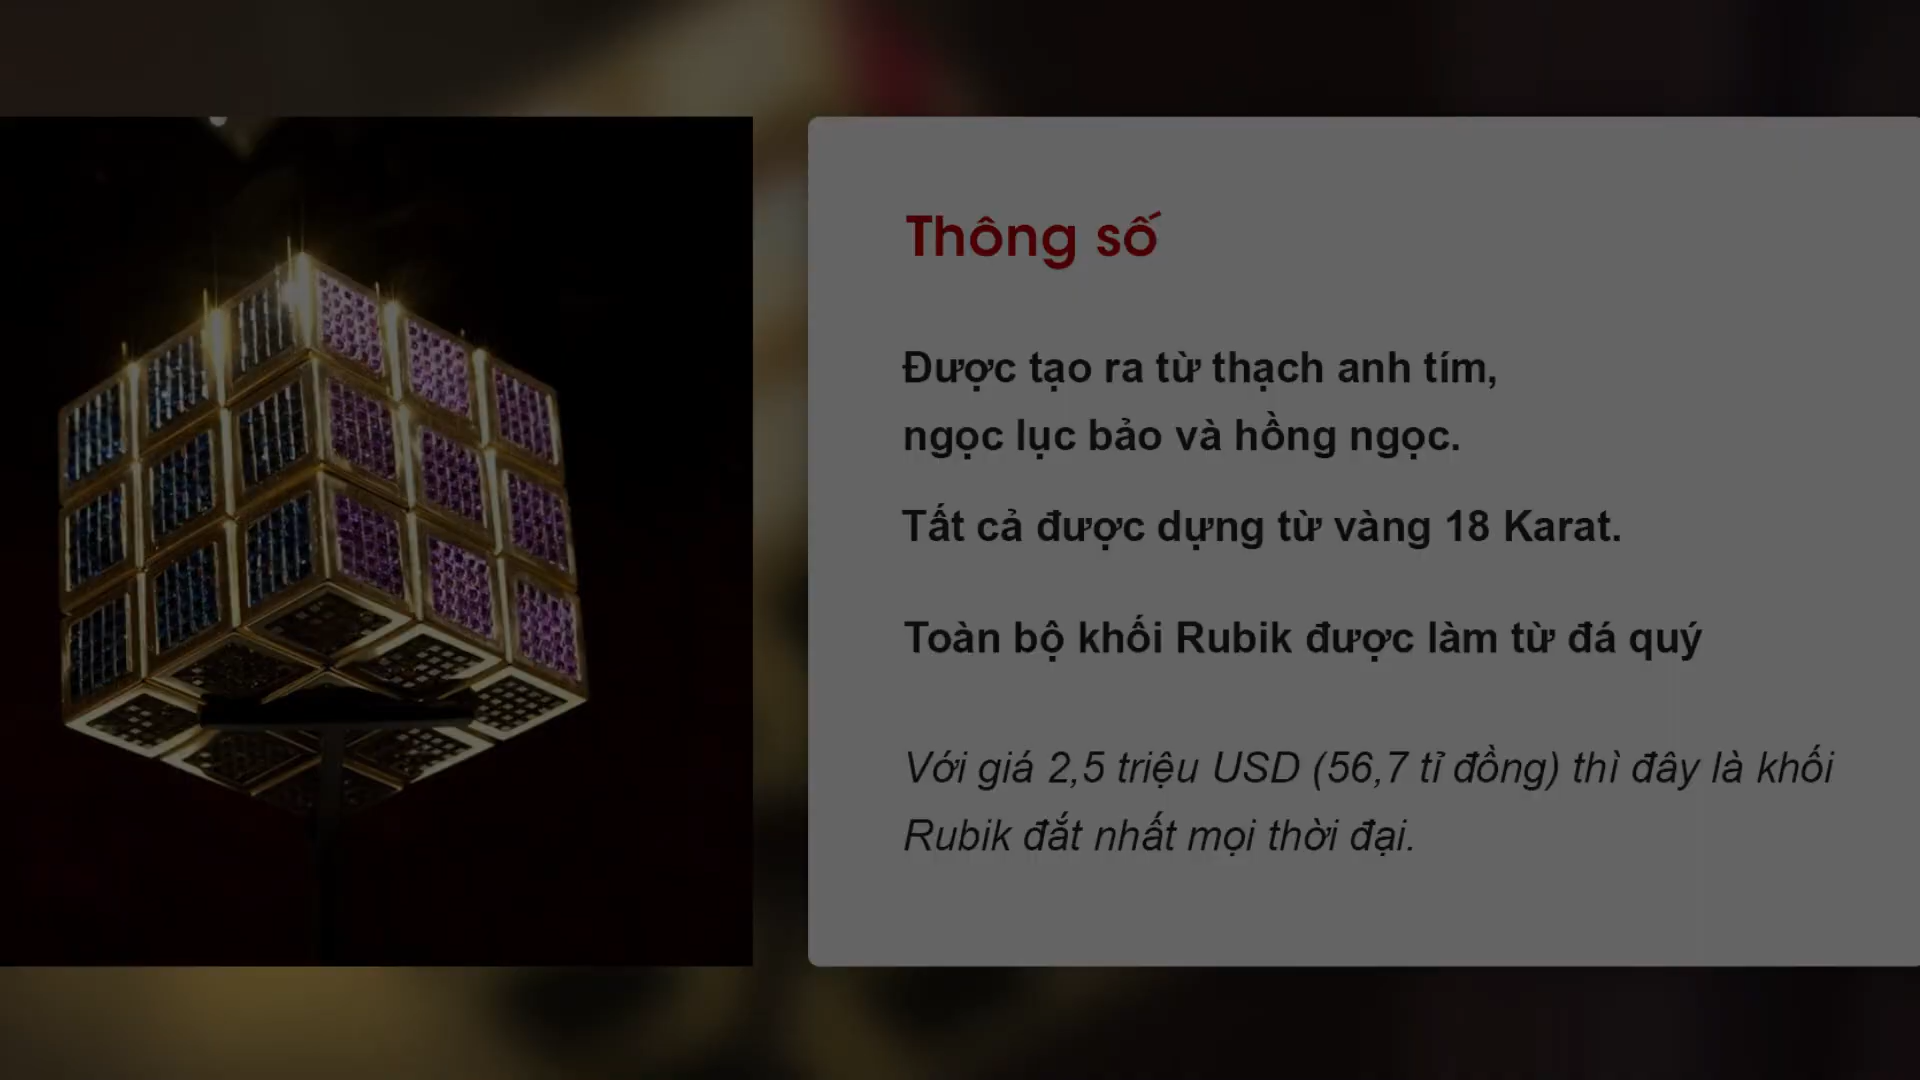 Thông số
Được tạo ra từ thạch anh tím,
ngọc lục bảo và hồng ngọc.
Tất cả được dựng từ vàng 18 Karat.
Toàn bộ khối Rubik được làm từ đá quý
Với giá 2,5 triệu USD (56,7 tỉ đồng) thì đây là khối
Rubik đắt nhất mọi thời đại.